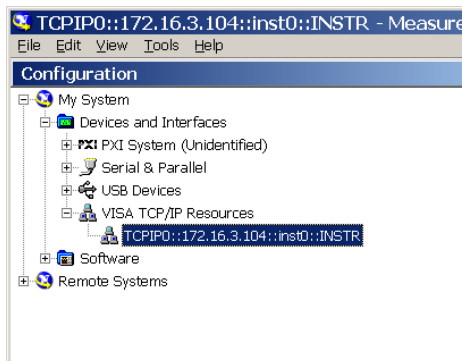 TCPIP0::172.16.3.104::inst0::INSTR - Measure
File Edit View Tools Help
Configuration
My System
Devices and Interfaces
PXI PXI System (Unidentified)
Serial & Parallel
USB Devices
VISA TCP/IP Resources
TCPIP0::172.16.3.104::inst0::INSTR
Software
Remote Systems